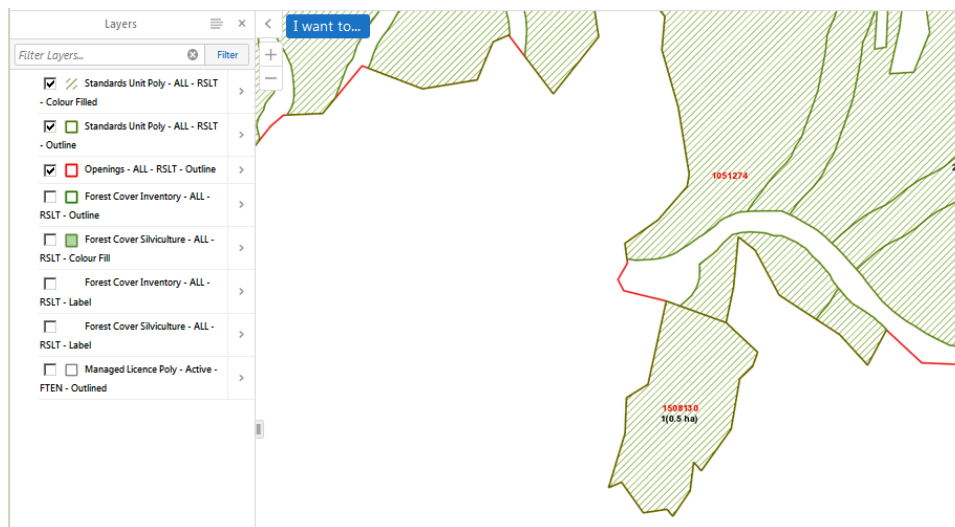 Layers
I want to...
Filter Layers...
Filter
Standards Unit Poly - ALL - RSLT
- Colour Filled
Standards Unit Poly - ALL - RSLT
- Outline
Openings - ALL - RSLT - Outline
Forest Cover Inventory - ALL -
RSLT - Outline
Forest Cover Silviculture - ALL -
RSLT - Colour Fill
Forest Cover Inventory - ALL -
RSLT - Label
Forest Cover Silviculture - ALL -
RSLT - Label
Managed Licence Poly - Active -
FTEN - Outlined
1051274
2
1508130
1(0.5 ha)